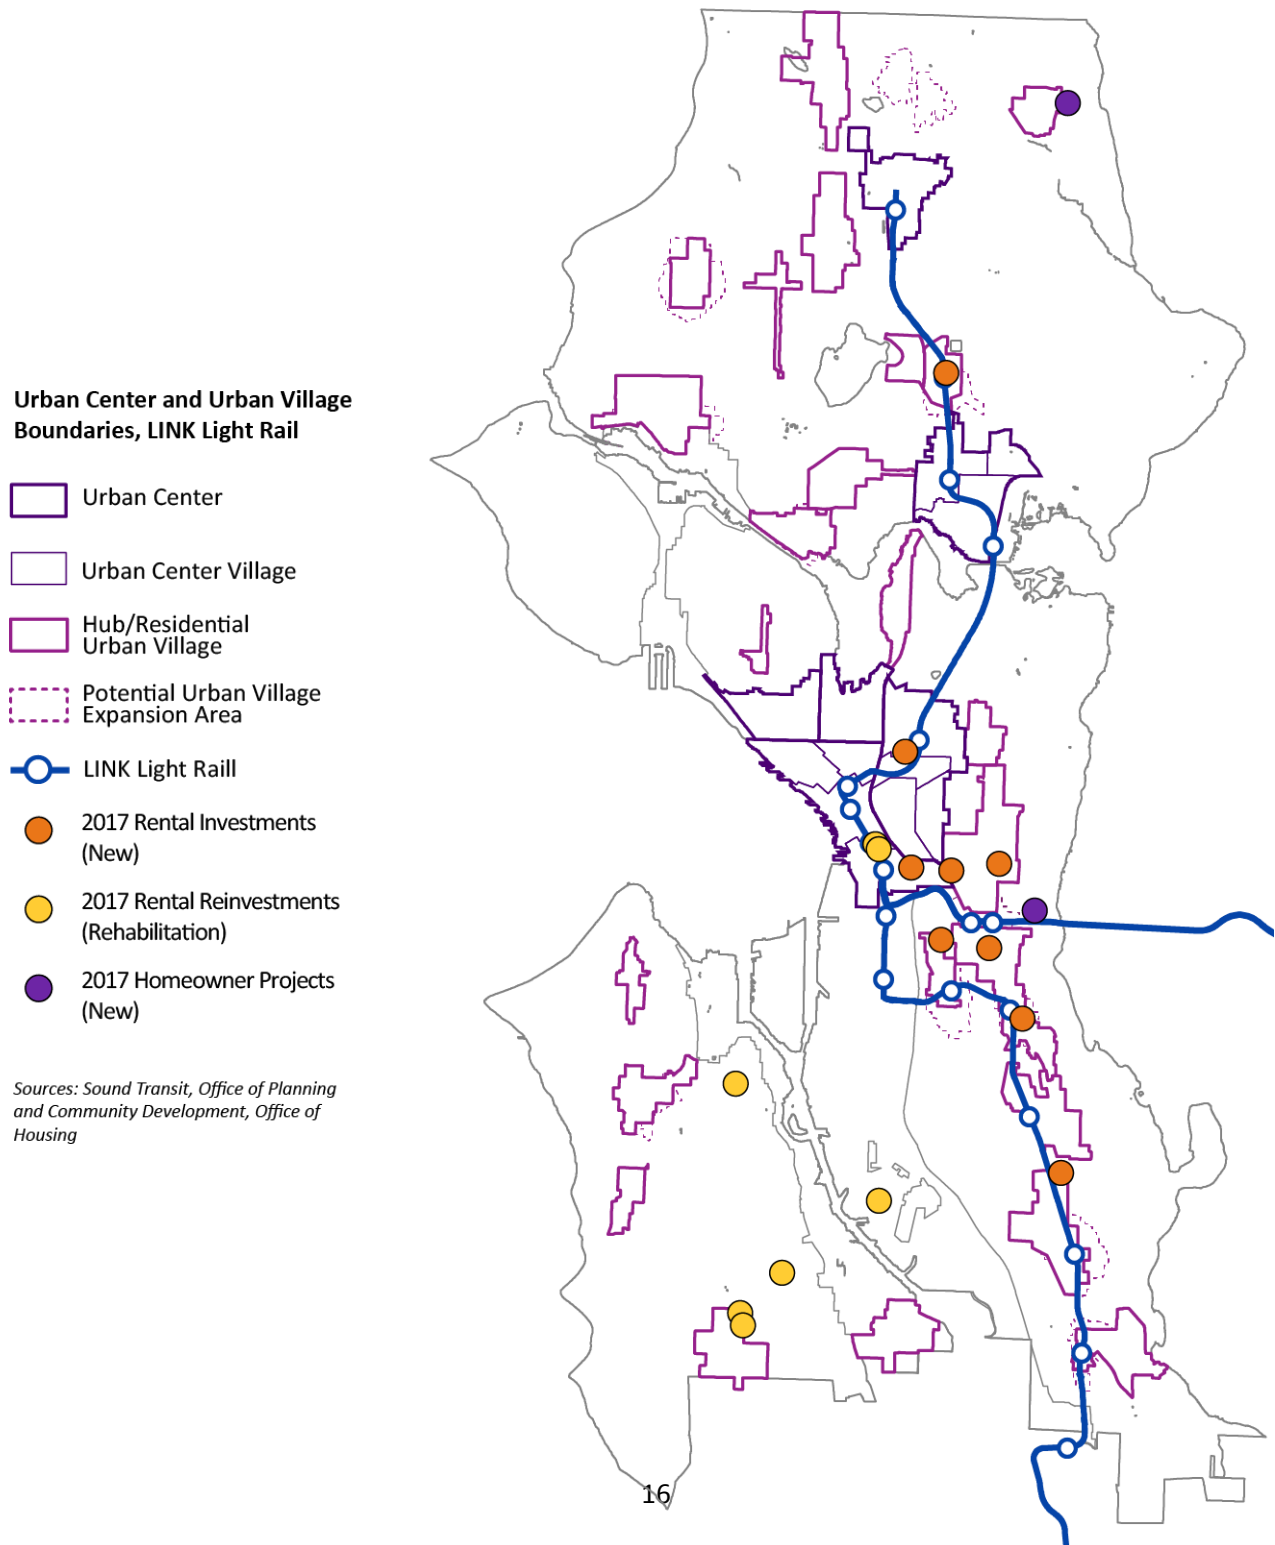 Urban Center and Urban Village
Boundaries, LINK Light Rail
Urban Center
Urban Center Village
Hub/Residential
Urban Village
Potential Urban Village
Expansion Area
LINK Light Raill
2017 Rental Investments
(New)
2017 Rental Reinvestments
(Rehabilitation)
2017 Homeowner Projects
(New)
Sources: Sound Transit, Office of Planning
and Community Development, Office of
Housing
16